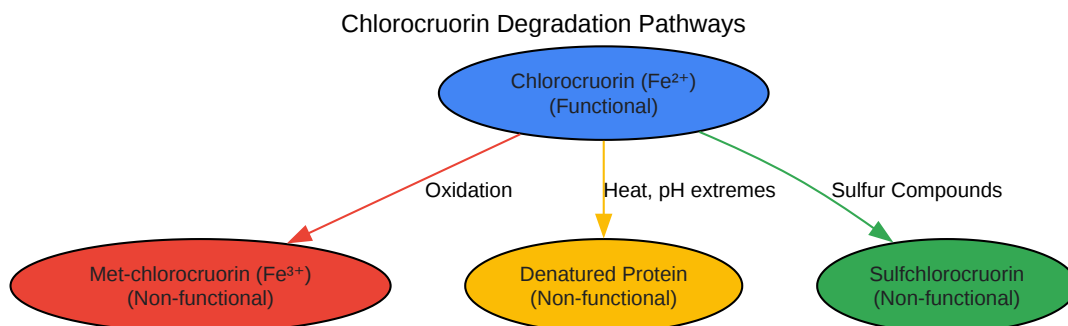 Chlorocruorin Degradation Pathways
Chlorocruorin (Fe²⁺)
(Functional)
Oxidation
Heat, pH extremes
Sulfur Compounds
Met-chlorocruorin (Fe³⁺)
(Non-functional)
Denatured Protein
(Non-functional)
Sulfchlorocruorin
(Non-functional)